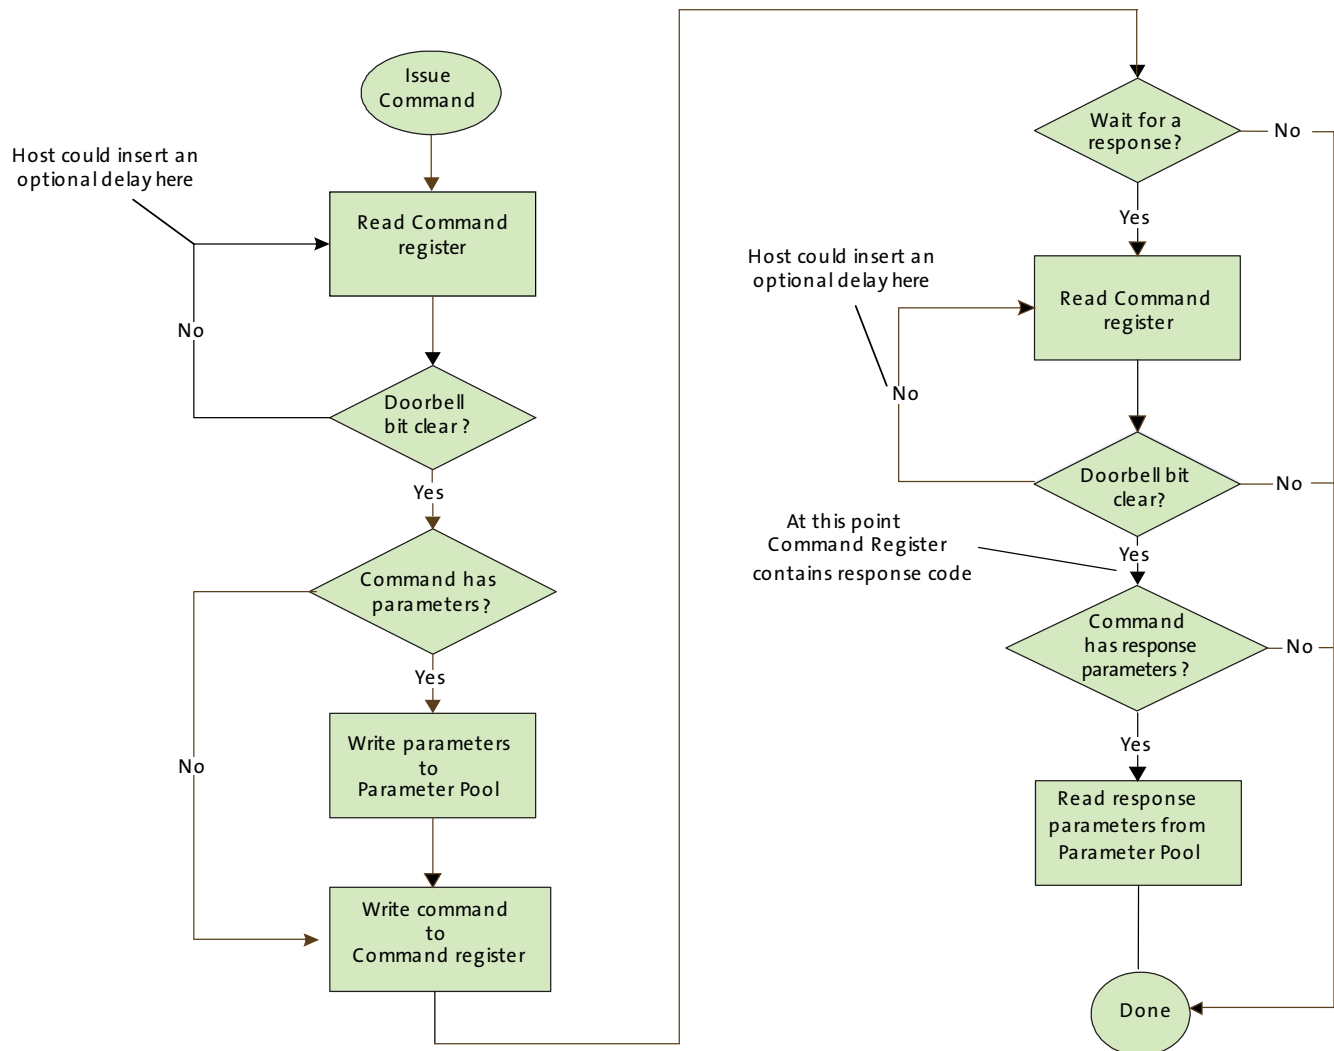 Issue
Command
Host could insert an
optional delay here
Read Command
register
No
Doorbell
bit clear ?
Yes
Command has
parameters ?
Yes
No
Write parameters
to
Parameter Pool
Write command
to
Command register
Wait for a
response?
No
Yes
Host could insert an
optional delay here
Read Command
register
No
Doorbell bit
clear?
No
At this point
Command Register
contains response code
Yes
Command
has response
parameters ?
No
Yes
Read response
parameters from
Parameter Pool
Done